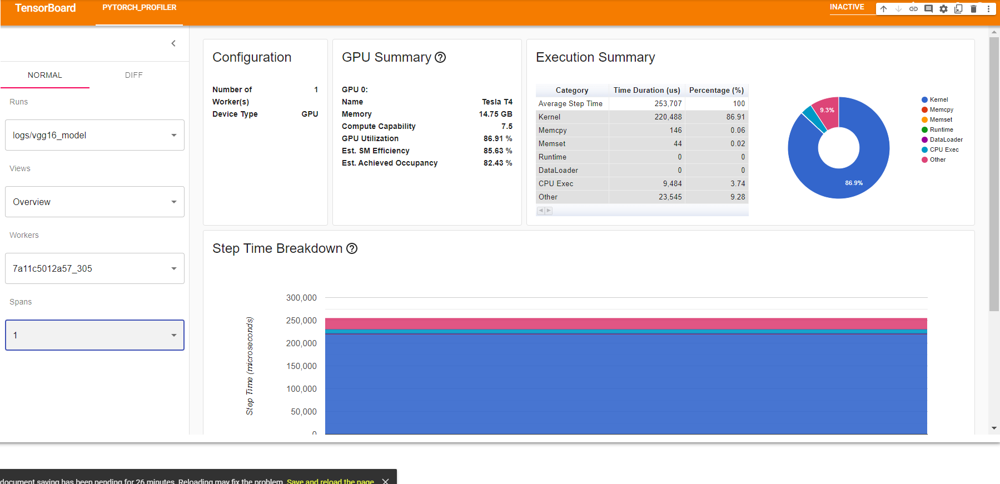 TensorBoard
PYTORCH_PROFILER
INACTIVE
NORMAL
DIFF
Runs
logs/vgg16_model
Views
Overview
Workers
7a11c5012a57_305
Spans
1
Configuration
Number of Worker(s) 1
Device Type GPU
GPU Summary
GPU 0:
Name Tesla T4
Memory 14.75 GB
Compute Capability 7.5
GPU Utilization 86.91 %
Est. SM Efficiency 85.63 %
Est. Achieved Occupancy 82.43 %
Execution Summary
Category Time Duration (us) Percentage (%)
Average Step Time 253,707 100
Kernel 220,488 86.91
Memcpy 146 0.06
Memset 44 0.02
Runtime 0 0
DataLoader 0 0
CPU Exec 9,484 3.74
Other 23,545 9.28
9.3%
86.9%
Kernel
Memcpy
Memset
Runtime
DataLoader
CPU Exec
Other
Step Time Breakdown
Step Time (microseconds)
300,000
250,000
200,000
150,000
100,000
50,000
0
document saving has been pending for 26 minutes. Reloading may fix the problem. Save and reload the page